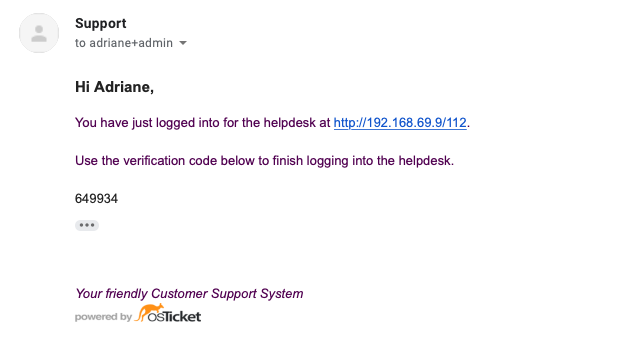 Support
to adriane+admin
Hi Adriane,
You have just logged into for the helpdesk at http://192.168.69.9/112.
Use the verification code below to finish logging into the helpdesk.
649934
Your friendly Customer Support System
powered by osTicket